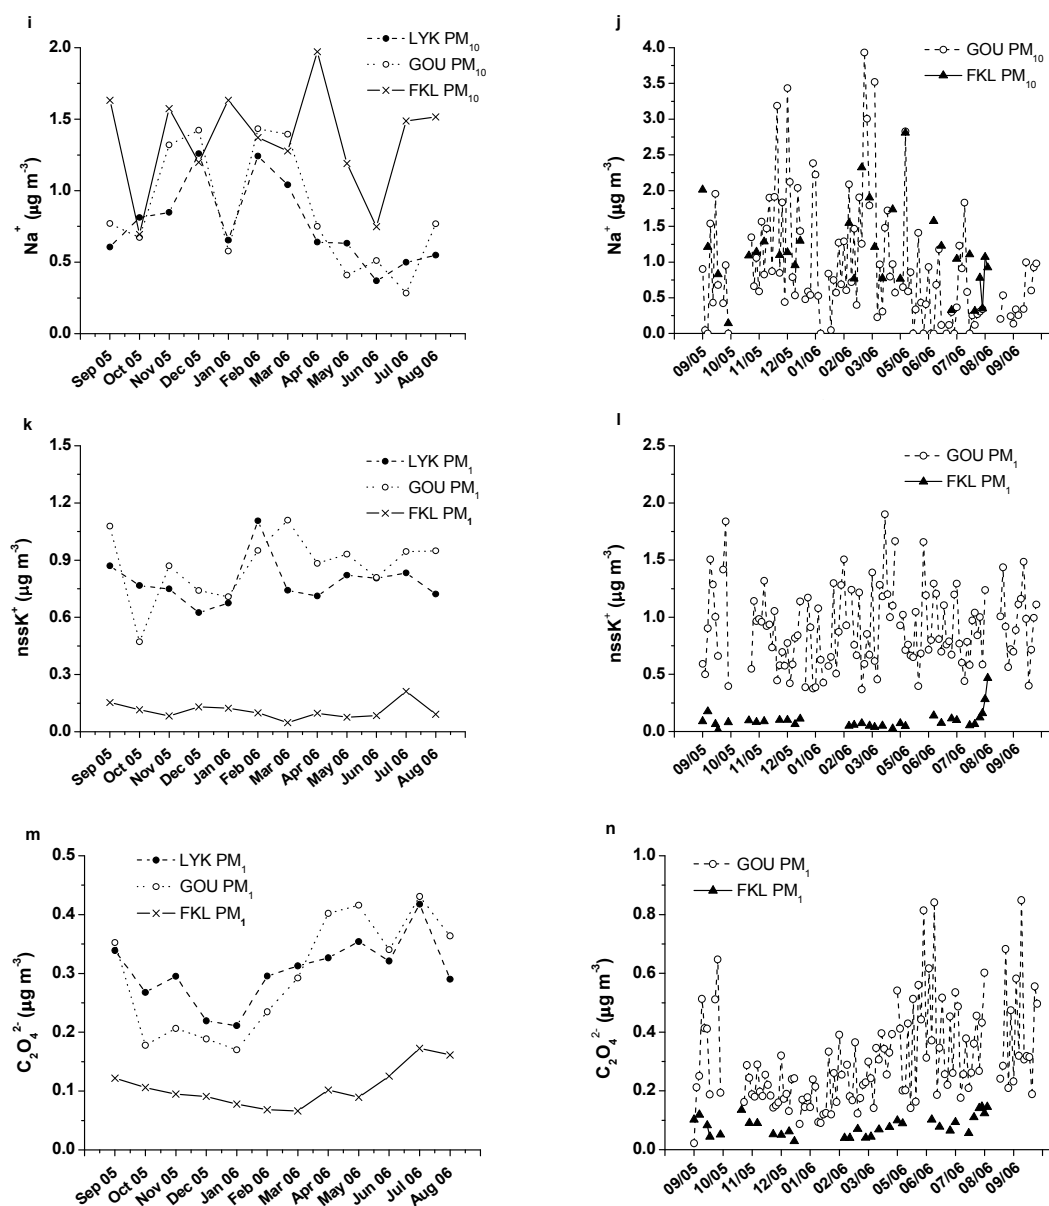 i
LYK PM10
GOU PM10
FKL PM10
Na+ (μg m-3)
2.0
1.5
1.0
0.5
0.0
Sep 05 Oct 05 Nov 05 Dec 05 Jan 06 Feb 06 Mar 06 Apr 06 May 06 Jun 06 Jul 06 Aug 06
j
GOU PM10
FKL PM10
Na+ (μg m-3)
4.0
3.5
3.0
2.5
2.0
1.5
1.0
0.5
0.0
09/05 10/05 11/05 12/05 01/06 02/06 03/06 05/06 06/06 07/06 08/06 09/06
k
LYK PM1
GOU PM1
FKL PM1
nssK+ (μg m-3)
1.5
1.2
0.9
0.6
0.3
0.0
Sep 05 Oct 05 Nov 05 Dec 05 Jan 06 Feb 06 Mar 06 Apr 06 May 06 Jun 06 Jul 06 Aug 06
l
GOU PM1
FKL PM1
nssK+ (μg m-3)
2.5
2.0
1.5
1.0
0.5
0.0
09/05 10/05 11/05 12/05 01/06 02/06 03/06 05/06 06/06 07/06 08/06 09/06
m
LYK PM1
GOU PM1
FKL PM1
C2O4 2- (μg m-3)
0.5
0.4
0.3
0.2
0.1
0.0
Sep 05 Oct 05 Nov 05 Dec 05 Jan 06 Feb 06 Mar 06 Apr 06 May 06 Jun 06 Jul 06 Aug 06
n
GOU PM1
FKL PM1
C2O4 2- (μg m-3)
1.0
0.8
0.6
0.4
0.2
0.0
09/05 10/05 11/05 12/05 01/06 02/06 03/06 05/06 06/06 07/06 08/06 09/06